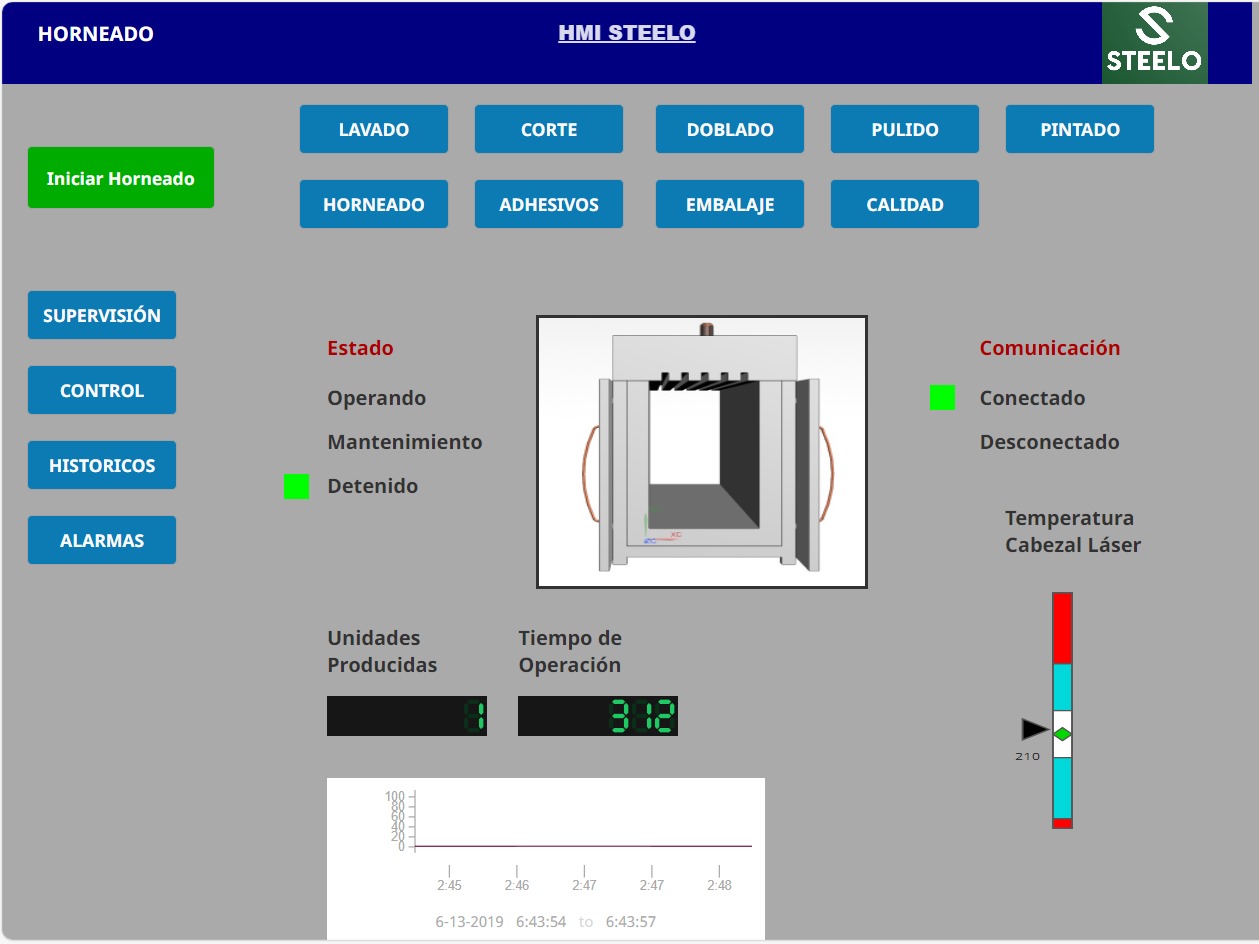 HORNEADO
HMI STEELO
STEELO
LAVADO
CORTE
DOBLADO
PULIDO
PINTADO
Iniciar Horneado
HORNEADO
ADHESIVOS
EMBALAJE
CALIDAD
SUPERVISIÓN
CONTROL
HISTORICOS
ALARMAS
Estado
Operando
Mantenimiento
Detenido
XC
Comunicación
Conectado
Desconectado
Temperatura
Cabezal Láser
210
Unidades
Producidas
1
Tiempo de
Operación
312
100
80
60
40
20
0
2:45
2:46
2:47
2:47
2:48
6-13-2019 6:43:54 to 6:43:57